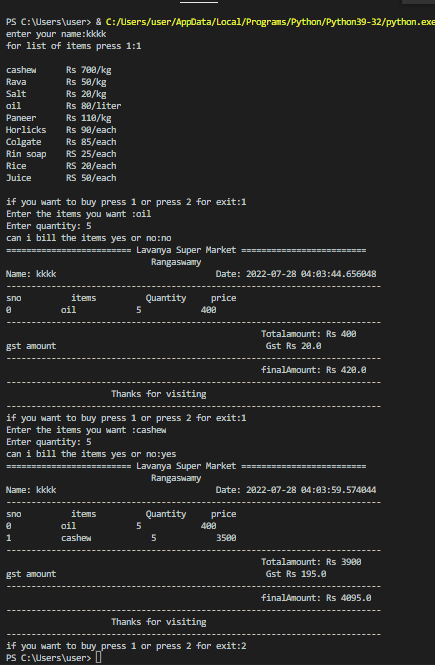 PS C:\Users\user> & C:/Users/user/AppData/Local/Programs/Python/Python39-32/python.exe
enter your name:kkkk
for list of items press 1:1
cashew Rs 700/kg
Rava Rs 50/kg
Salt Rs 20/kg
oil Rs 80/liter
Paneer Rs 110/kg
Horlicks Rs 90/each
Colgate Rs 85/each
Rin soap RS 25/each
Rice RS 20/each
Juice RS 50/each
if you want to buy press 1 or press 2 for exit:1
Enter the items you want :oil
Enter quantity: 5
can i bill the items yes or no:no
========================= Lavanya Super Market =========================
Rangaswamy
Name: kkkk Date: 2022-07-28 04:03:44.656048
---------------------------------------------------------------------------
sno items Quantity price
0 oil 5 400
---------------------------------------------------------------------------
Totalamount: Rs 400
gst amount Gst Rs 20.0
---------------------------------------------------------------------------
finalAmount: Rs 420.0
---------------------------------------------------------------------------
Thanks for visiting
---------------------------------------------------------------------------
if you want to buy press 1 or press 2 for exit:1
Enter the items you want :cashew
Enter quantity: 5
can i bill the items yes or no:yes
========================= Lavanya Super Market =========================
Rangaswamy
Name: kkkk Date: 2022-07-28 04:03:59.574044
---------------------------------------------------------------------------
sno items Quantity price
0 oil 5 400
1 cashew 5 3500
---------------------------------------------------------------------------
Totalamount: Rs 3900
gst amount Gst Rs 195.0
---------------------------------------------------------------------------
finalAmount: Rs 4095.0
---------------------------------------------------------------------------
Thanks for visiting
---------------------------------------------------------------------------
if you want to buy press 1 or press 2 for exit:2
PS C:\Users\user>